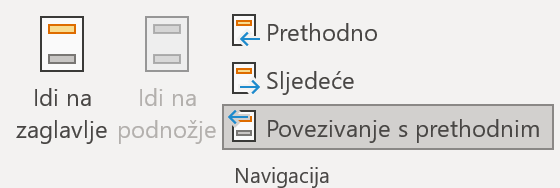 Idi na
zaglavlje
Idi na
podnožje
Prethodno
Sljedeće
Povezivanje s prethodnim
Navigacija